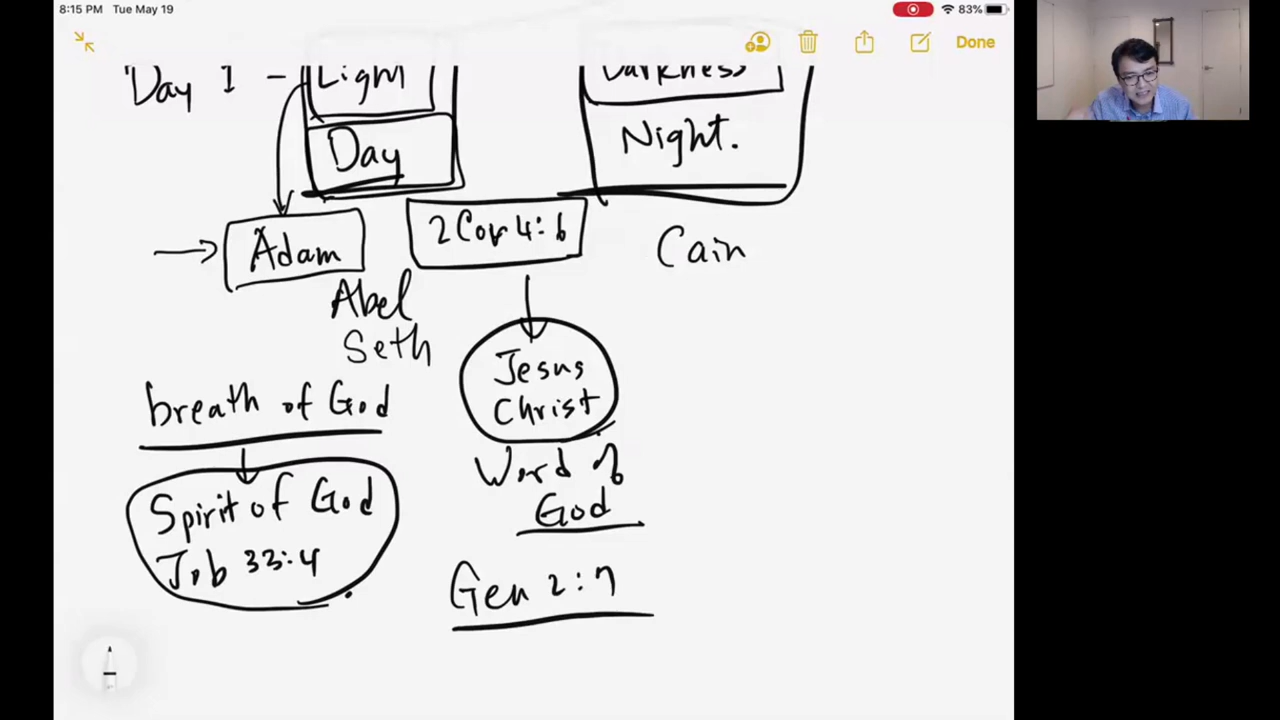 8:15 PM Tue May 19
83%
Done
Day 1 - Light
Darkness
Day
Night.
Adam
2 Cor 4:6
Cain
Abel
Seth
Jesus
Christ
breath of God
Word of
God
Spirit of God
Job 33:4
Gen 2:7